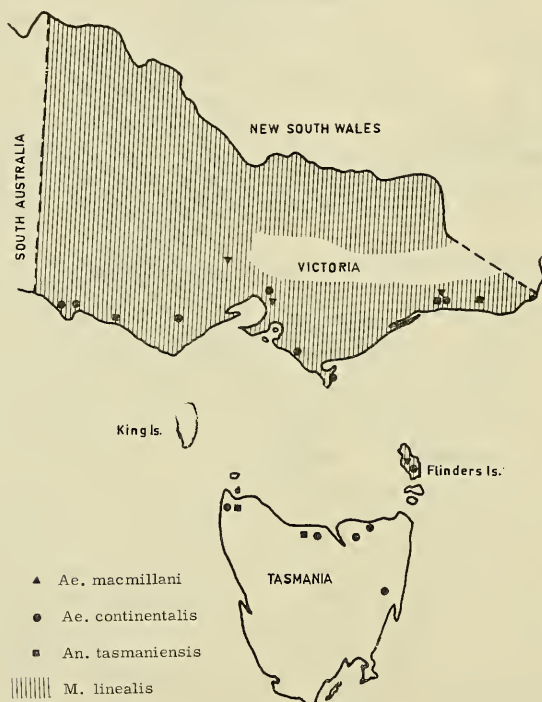 NEW SOUTH WALES
SOUTH AUSTRALIA
VICTORIA
King Is.
Flinders Is.
TASMANIA
Ae. macmillani
Ae. continentalis
An. tasmaniensis
M. linealis